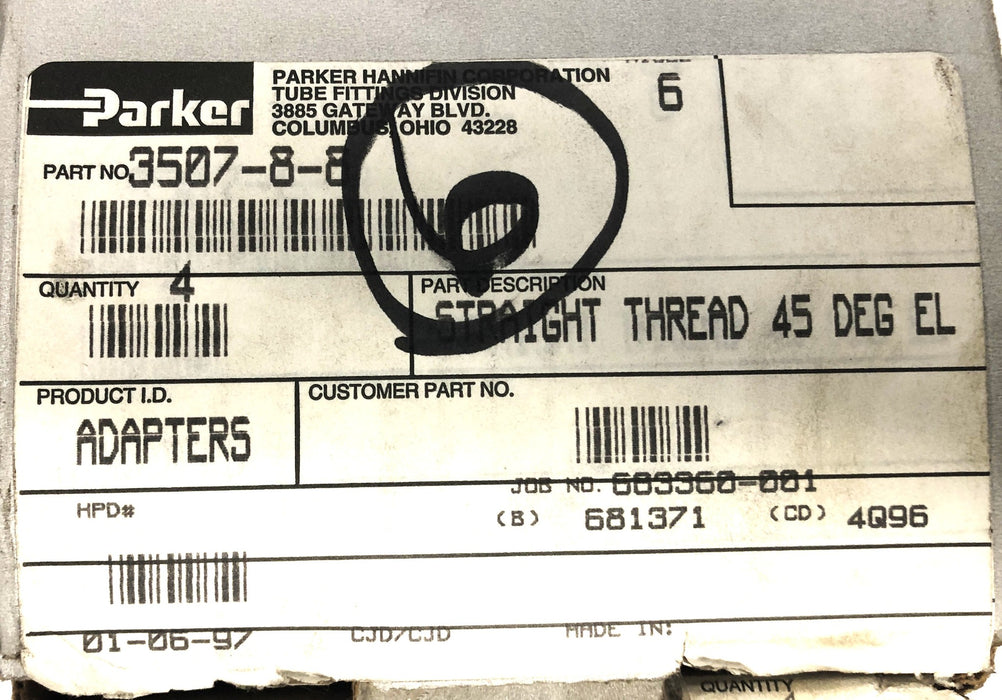 Parker
PARKER HANNIFIN CORPORATION
TUBE FITTINGS DIVISION
3885 GATEWAY BLVD.
COLUMBUS, OHIO 43228
6
PART NO. 3507-8-8
6
QUANTITY 4
PART DESCRIPTION
STRAIGHT THREAD 45 DEG EL
PRODUCT I.D.
ADAPTERS
CUSTOMER PART NO.
JOB NO. 683360-001
HPD#
(B) 681371 (CD) 4Q96
01-06-97 CJD/CJD MADE IN:
QUANTITY